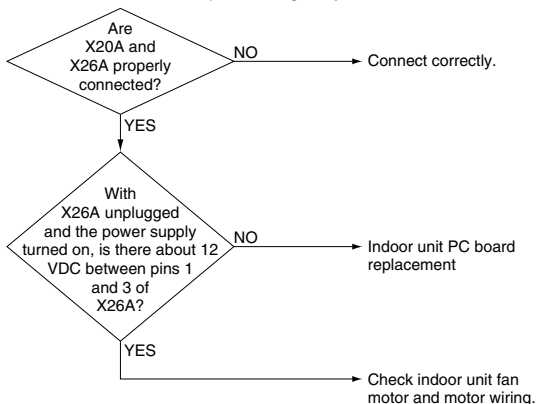 Are
X20A and
X26A properly
connected?
NO
Connect correctly.
YES
With
X26A unplugged
and the power supply
turned on, is there about 12
VDC between pins 1
and 3 of
X26A?
NO
Indoor unit PC board
replacement
YES
Check indoor unit fan
motor and motor wiring.